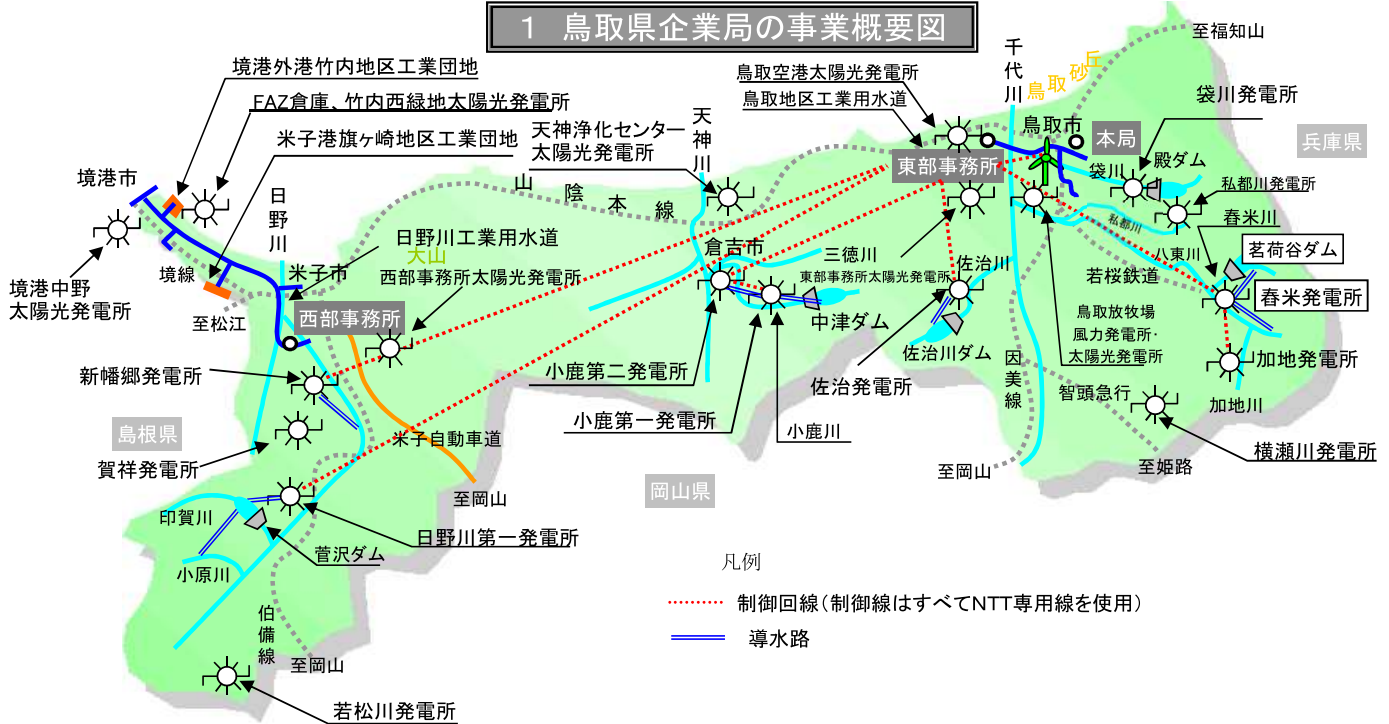 1 鳥取県企業局の事業概要図
境港外港竹内地区工業団地
FAZ倉庫、竹内西緑地太陽光発電所
米子港旗ヶ崎地区工業団地
境港市
境港中野
太陽光発電所
境線
日野川
米子市
至松江
日野川工業用水道
大山
西部事務所太陽光発電所
西部事務所
山陰本線
天神浄化センター
太陽光発電所
天神川
鳥取空港太陽光発電所
鳥取地区工業用水道
千代川
鳥取砂丘
至福知山
袋川発電所
兵庫県
鳥取市
本局
東部事務所
袋川
殿ダム
私都川発電所
私都川
舂米川
八東川
茗荷谷ダム
舂米発電所
若桜鉄道
倉吉市
三徳川
東部事務所太陽光発電所
佐治川
中津ダム
佐治川ダム
鳥取放牧場
風力発電所・
太陽光発電所
因美線
加地発電所
加地川
智頭急行
横瀬川発電所
至姫路
至岡山
佐治発電所
小鹿第二発電所
小鹿第一発電所
小鹿川
新幡郷発電所
島根県
賀祥発電所
米子自動車道
至岡山
岡山県
印賀川
菅沢ダム
日野川第一発電所
小原川
伯備線
至岡山
若松川発電所
凡例
制御回線(制御線はすべてNTT専用線を使用)
導水路